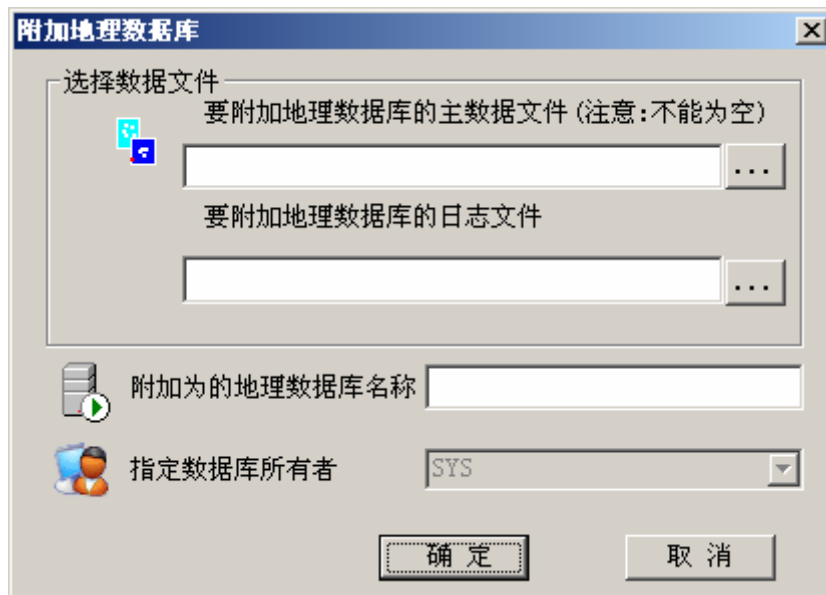 附加地理数据库
选择数据文件
要附加地理数据库的主数据文件(注意:不能为空)
...
要附加地理数据库的日志文件
...
附加为的地理数据库名称
指定数据库所有者
SYS
确 定
取 消